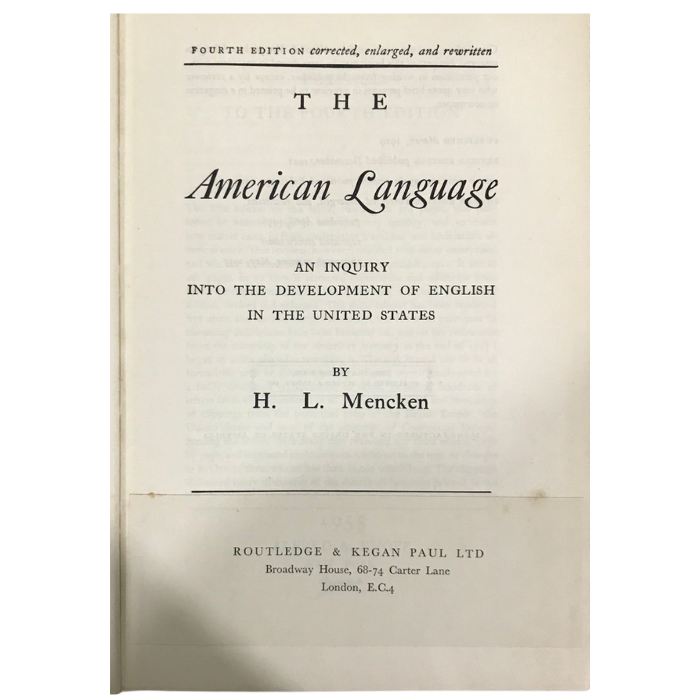 FOURTH EDITION corrected, enlarged, and rewritten
THE
American Language
AN INQUIRY
INTO THE DEVELOPMENT OF ENGLISH
IN THE UNITED STATES
BY
H. L. Mencken
ROUTLEDGE & KEGAN PAUL LTD
Broadway House, 68-74 Carter Lane
London, E.C.4